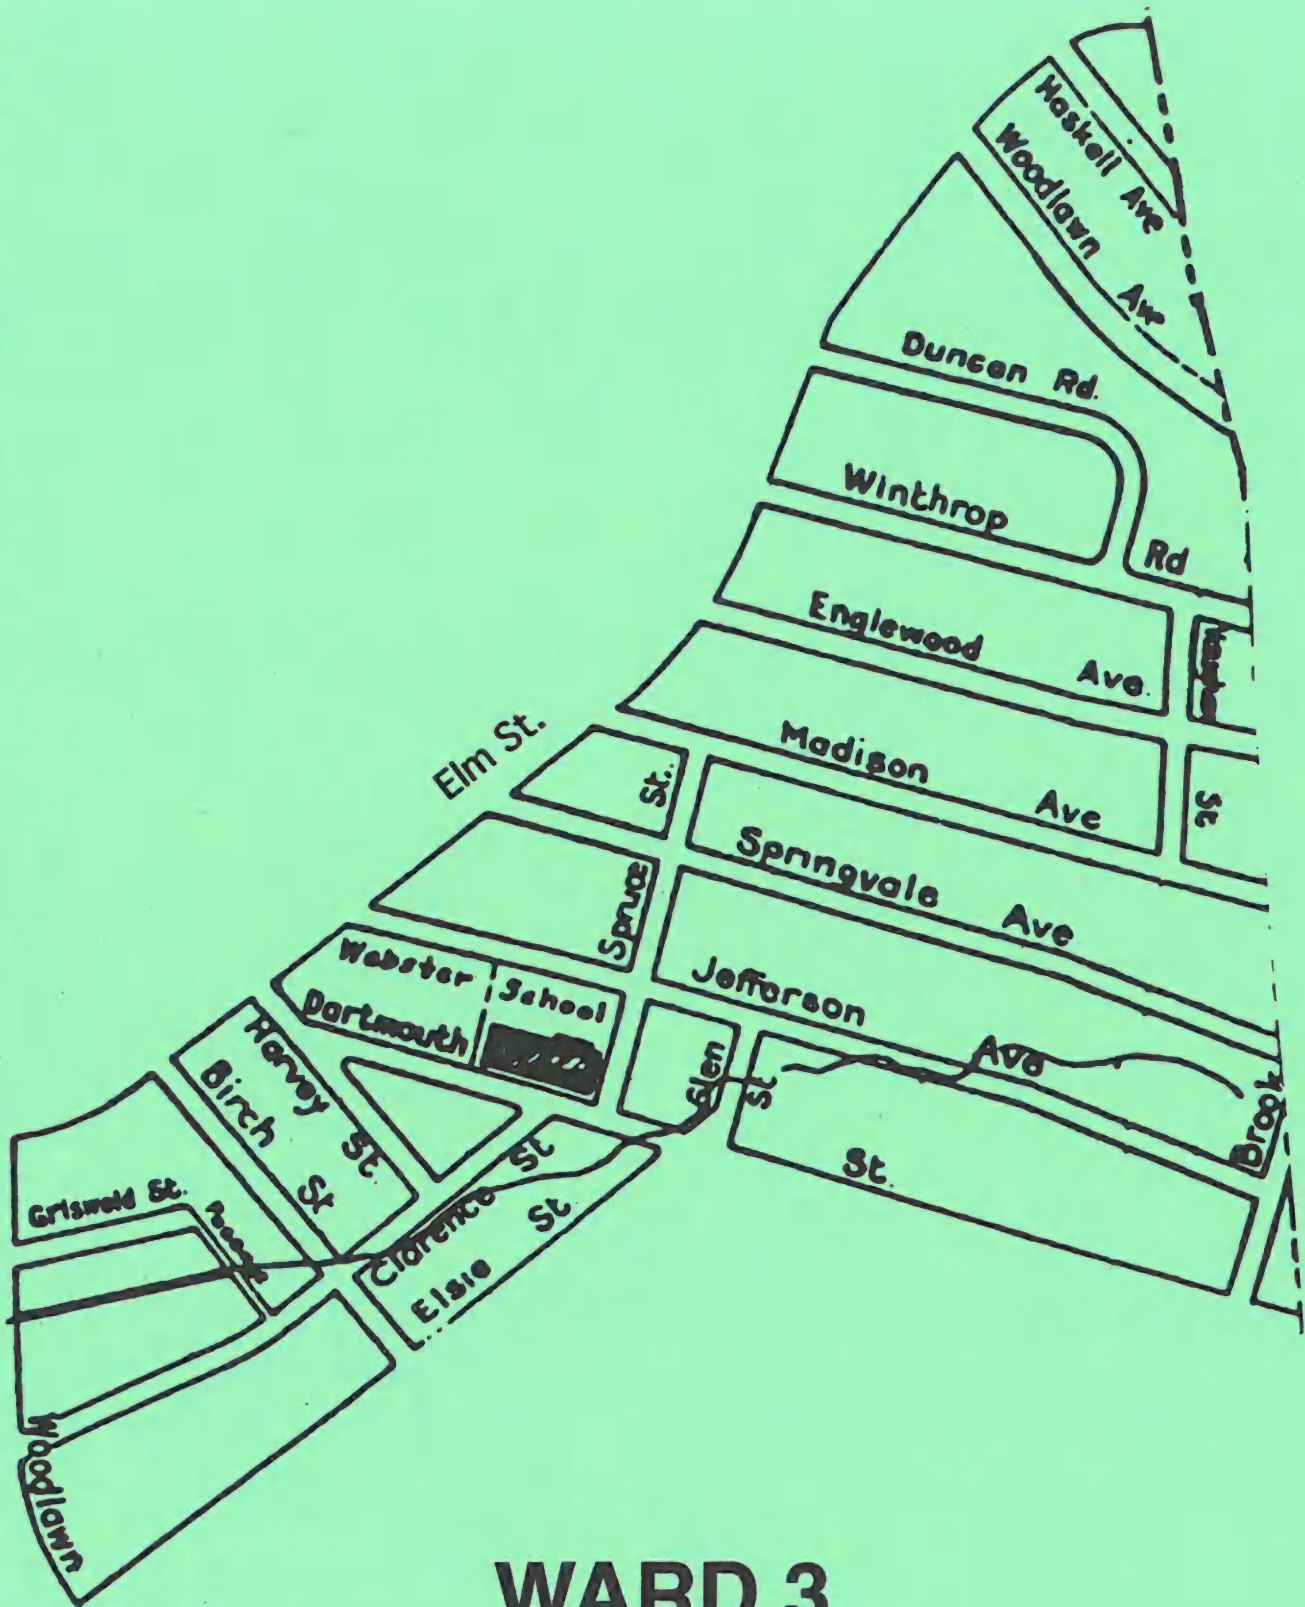 Haskell Ave
Woodlawn Ave
Duncan Rd.
Winthrop Rd
Englewood Ave.
Elm St.
Madison Ave
St.
St.
Springvale Ave
Spruce
Jefferson Ave
Webster School
Dartmouth
Glen St
Brook
Harvey St
Birch St
St.
Clarence St
Elsie St
Griswold St.
Woodlawn
WARD 3